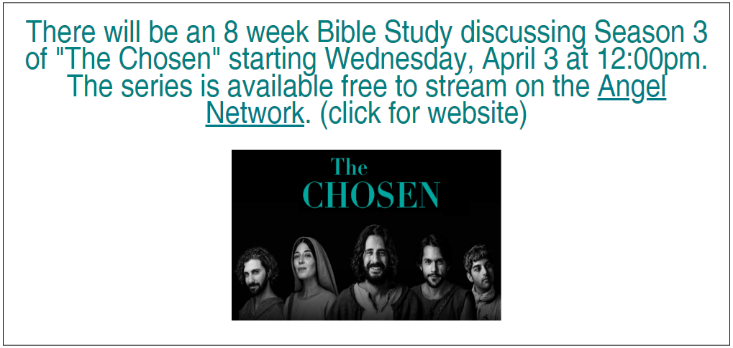 There will be an 8 week Bible Study discussing Season 3
of "The Chosen" starting Wednesday, April 3 at 12:00pm.
The series is available free to stream on the Angel
Network. (click for website)
The
CHOSEN